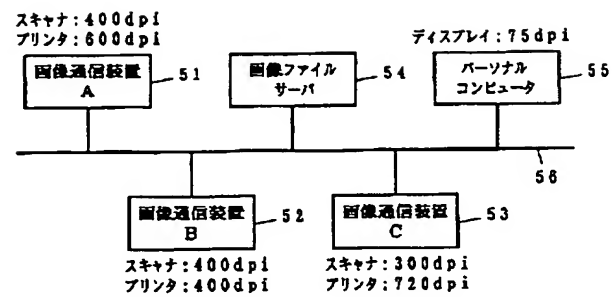 スキャナ:400dpi
プリンタ:600dpi
画像通信装置
A
51
画像ファイル
サーバ
54
ディスプレイ:75dpi
パーソナル
コンピュータ
55
56
画像通信装置
B
52
スキャナ:400dpi
プリンタ:400dpi
画像通信装置
C
53
スキャナ:300dpi
プリンタ:720dpi